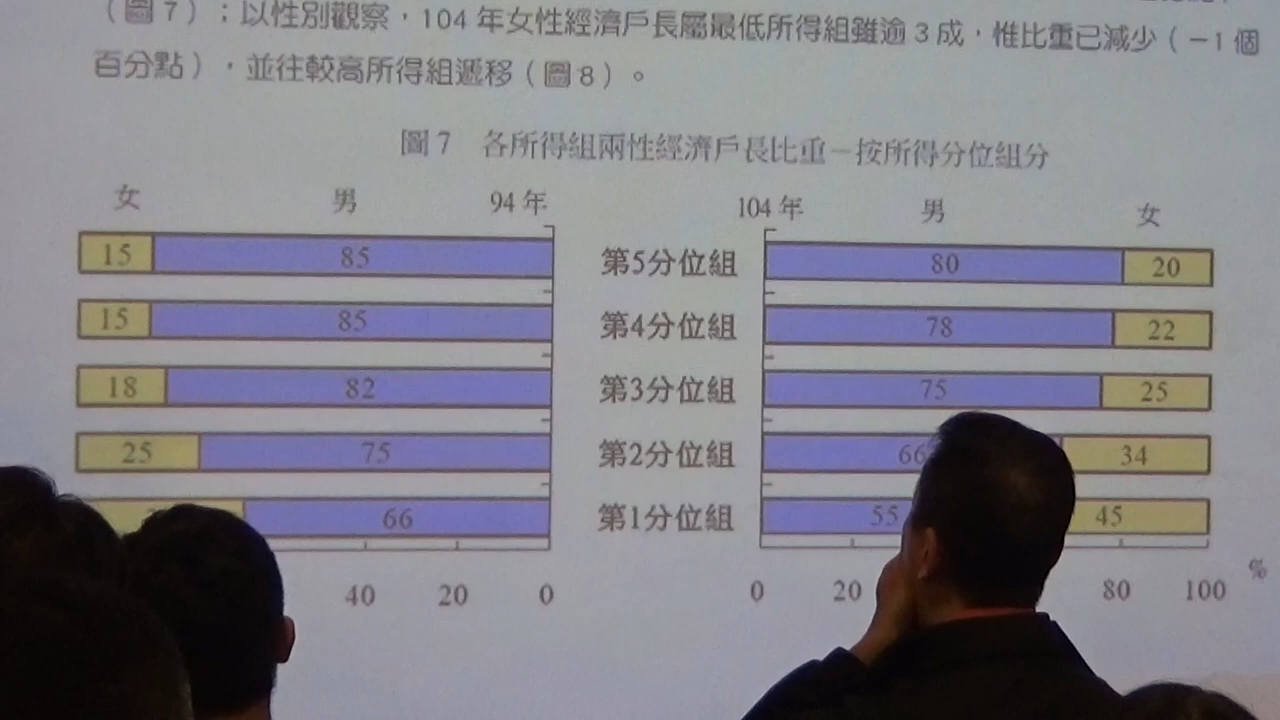 （圖7）；以性別觀察，104年女性經濟戶長屬最低所得組雖逾3成，惟比重已減少（－1個
百分點），並往較高所得組遞移（圖8）。
圖7 各所得組兩性經濟戶長比重－按所得分位組分
女 男 94年 104年 男 女
15 85 第5分位組 80 20
15 85 第4分位組 78 22
18 82 第3分位組 75 25
25 75 第2分位組 66 34
66 第1分位組 55 45
%
40 20 0 0 20 80 100